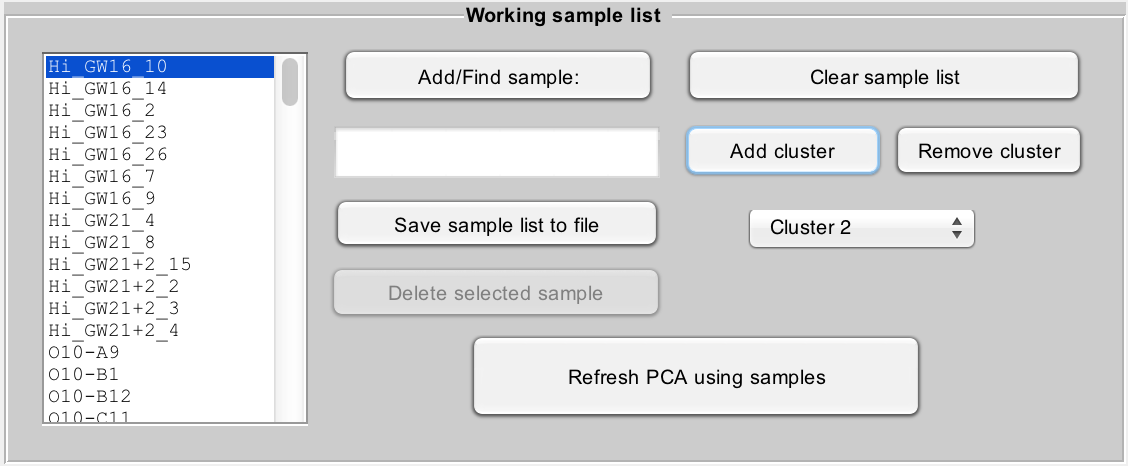 Working sample list
Hi_GW16_10
Hi_GW16_14
Hi_GW16_2
Hi_GW16_23
Hi_GW16_26
Hi_GW16_7
Hi_GW16_9
Hi_GW21_4
Hi_GW21_8
Hi_GW21+2_15
Hi_GW21+2_2
Hi_GW21+2_3
Hi_GW21+2_4
O10-A9
O10-B1
O10-B12
O10-C11
Add/Find sample:
Clear sample list
Add cluster
Remove cluster
Save sample list to file
Cluster 2
Delete selected sample
Refresh PCA using samples